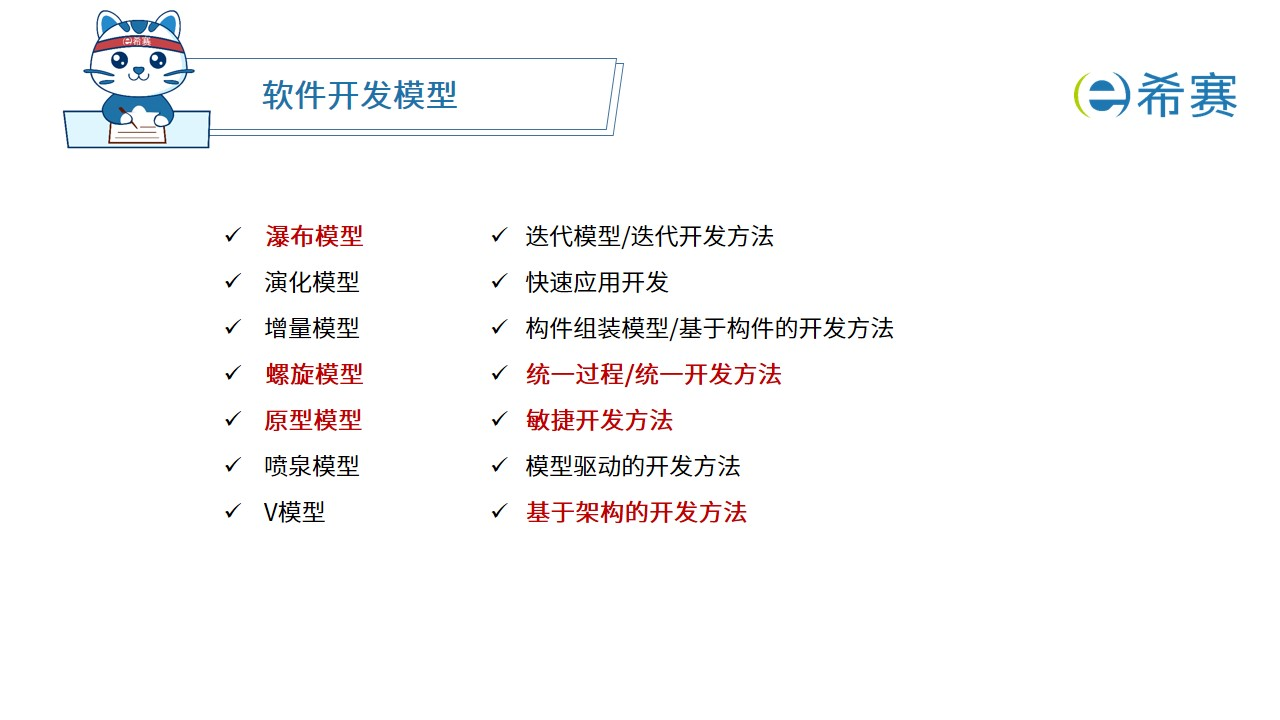 希赛
软件开发模型
希赛
✓ 瀑布模型
✓ 演化模型
✓ 增量模型
✓ 螺旋模型
✓ 原型模型
✓ 喷泉模型
✓ V模型
✓ 迭代模型/迭代开发方法
✓ 快速应用开发
✓ 构件组装模型/基于构件的开发方法
✓ 统一过程/统一开发方法
✓ 敏捷开发方法
✓ 模型驱动的开发方法
✓ 基于架构的开发方法